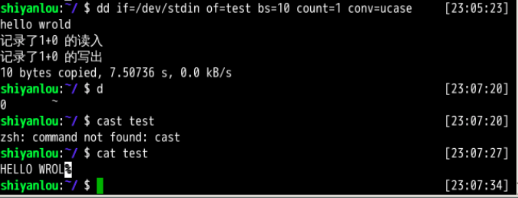 shiyanlou:~/ $ dd if=/dev/stdin of=test bs=10 count=1 conv=ucase [23:05:23]
hello wrold
记录了1+0 的读入
记录了1+0 的写出
10 bytes copied, 7.50736 s, 0.0 kB/s
shiyanlou:~/ $ d [23:07:20]
0 ~
shiyanlou:~/ $ cast test [23:07:20]
zsh: command not found: cast
shiyanlou:~/ $ cat test [23:07:27]
HELLO WROL%
shiyanlou:~/ $ [23:07:34]